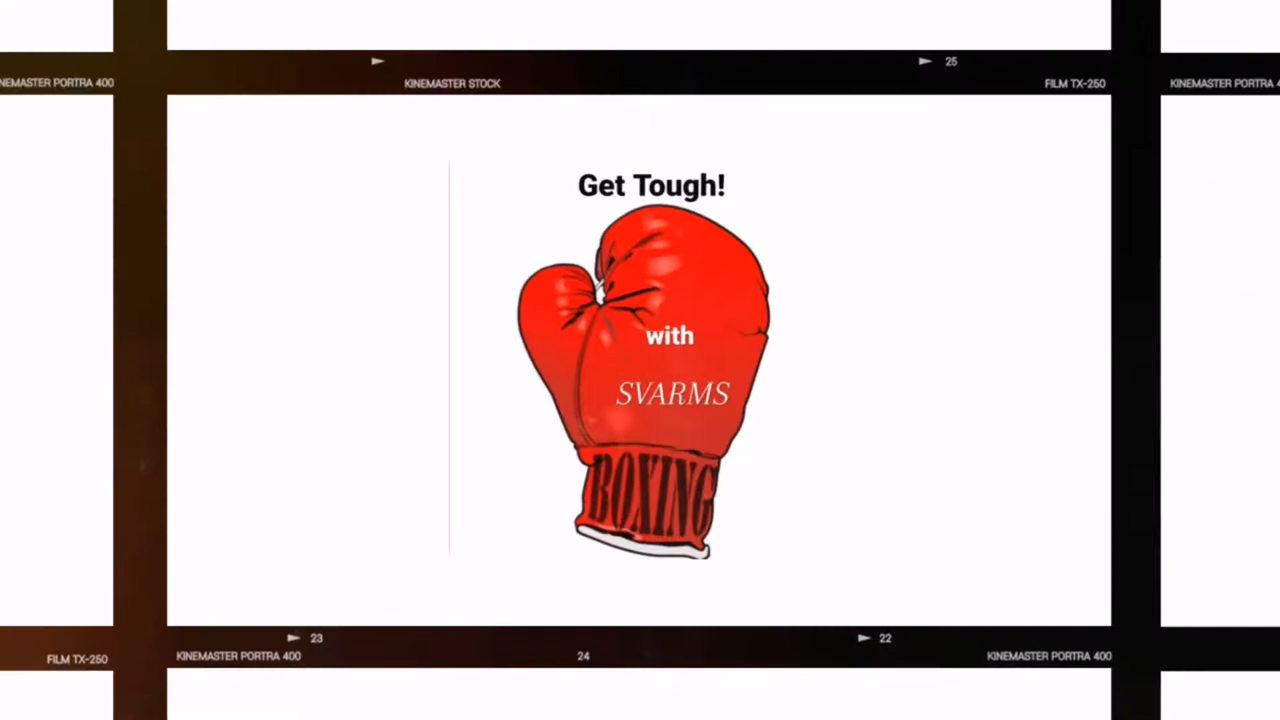 25
NEMASTER PORTRA 400
KINEMASTER STOCK
FILM TX-250
KINEMASTER PORTRA 4
Get Tough!
with
SVARMS
BOXING
23
22
FILM TX-250
KINEMASTER PORTRA 400
24
KINEMASTER PORTRA 400